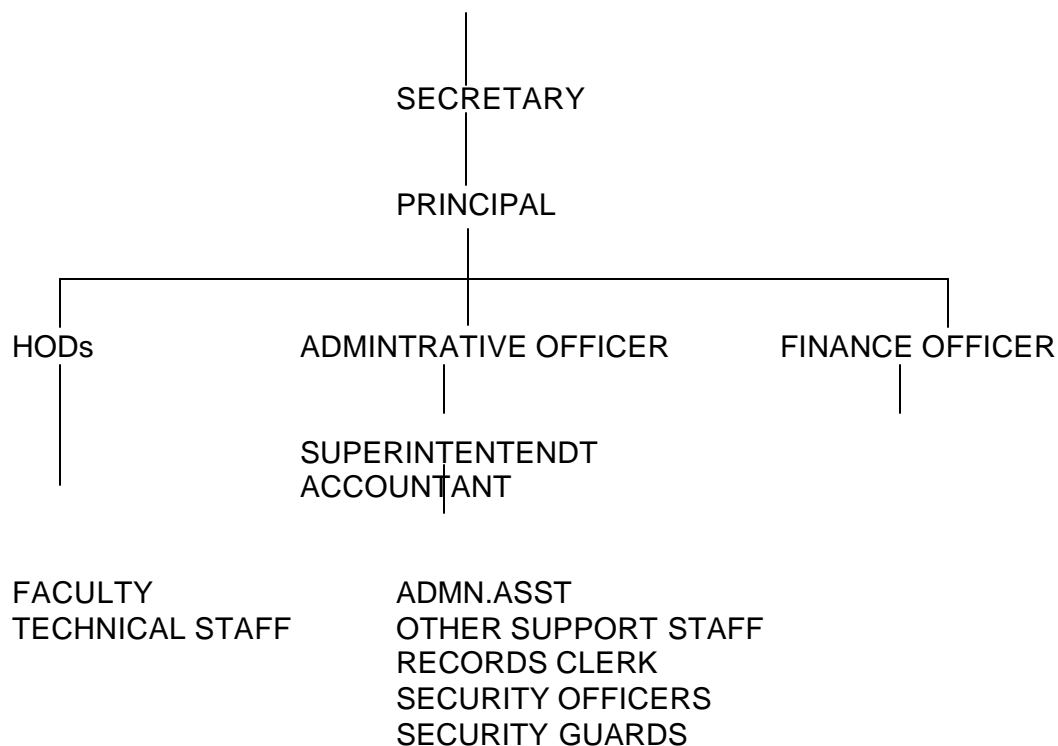 SECRETARY
PRINCIPAL
HODs ADMINTRATIVE OFFICER FINANCE OFFICER
SUPERINTENTENDT
ACCOUNTANT
FACULTY ADMN.ASST
TECHNICAL STAFF OTHER SUPPORT STAFF
RECORDS CLERK
SECURITY OFFICERS
SECURITY GUARDS